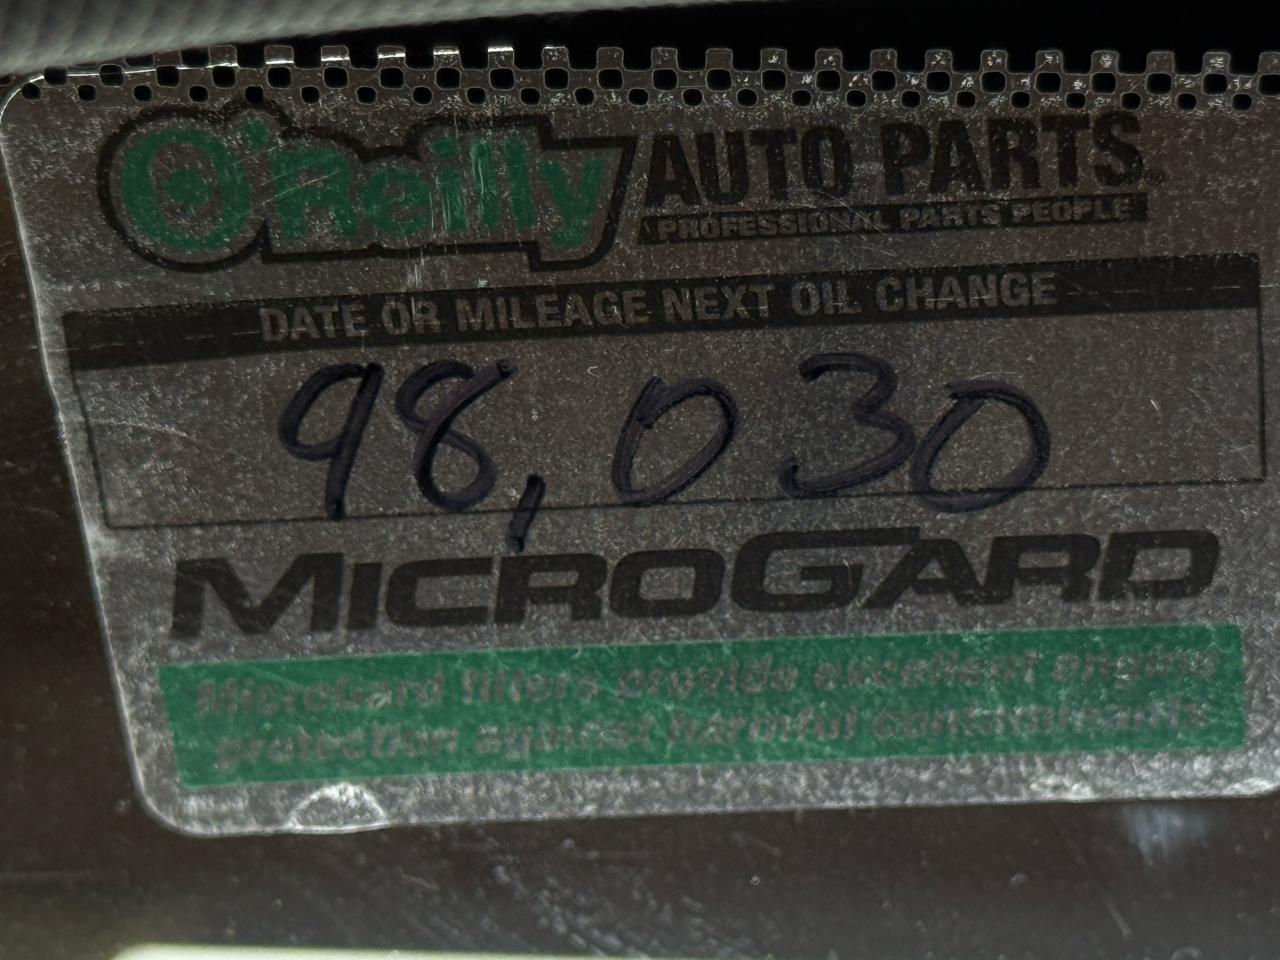 O'Reilly AUTO PARTS®
PROFESSIONAL PARTS PEOPLE
DATE OR MILEAGE NEXT OIL CHANGE
98,030
MICROGARD
MicroGard filters provide excellent engine
protection against harmful contaminants.